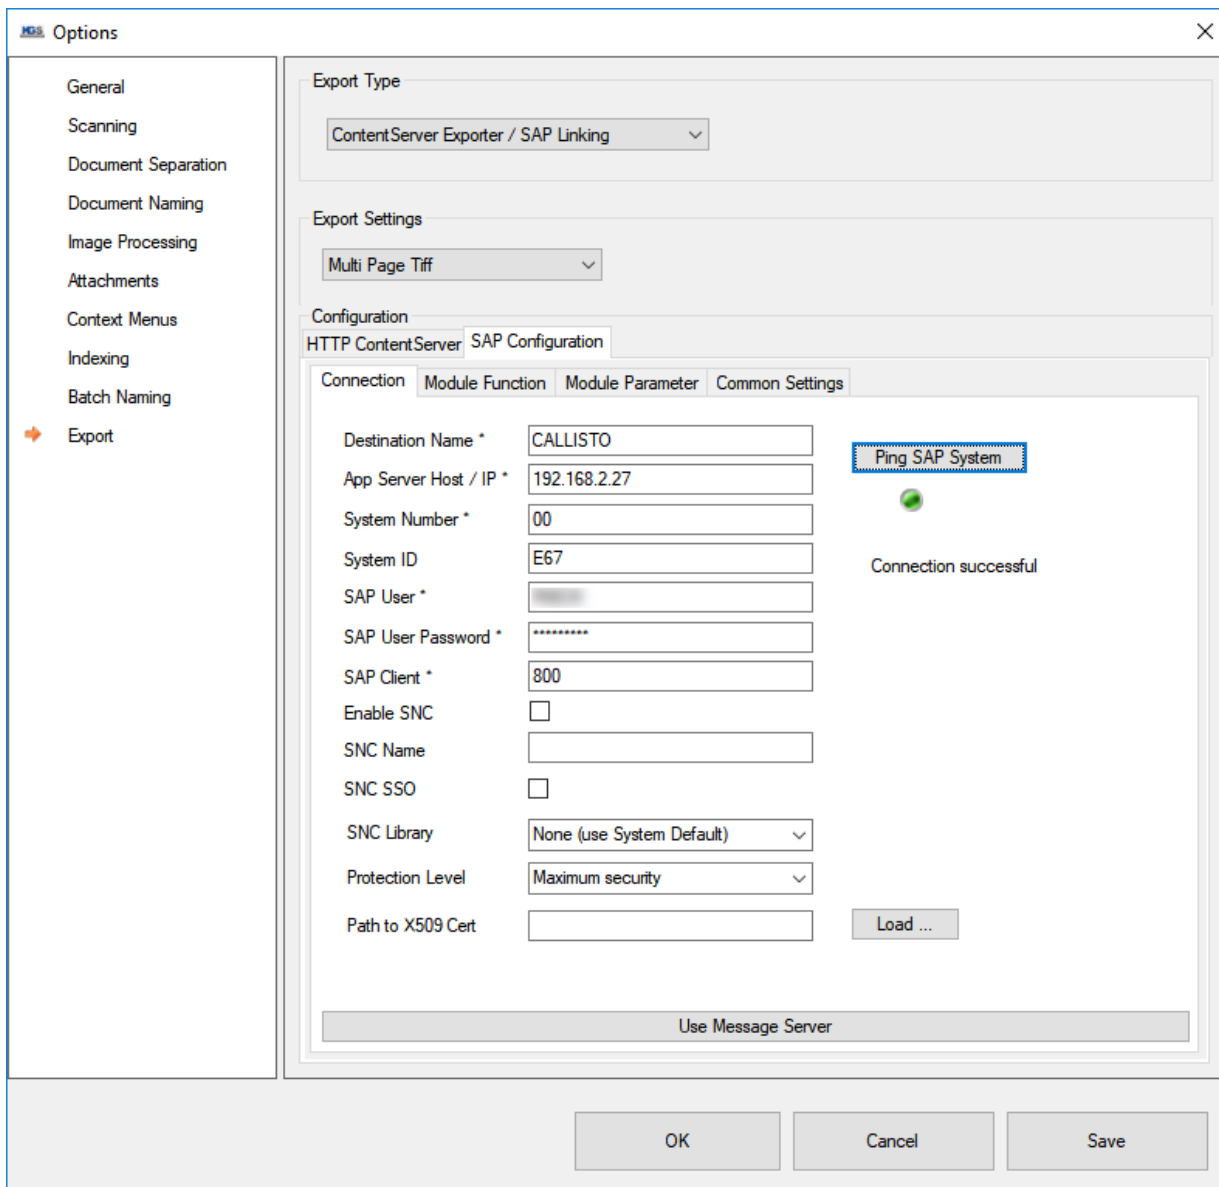 MGS Options
General
Scanning
Document Separation
Document Naming
Image Processing
Attachments
Context Menus
Indexing
Batch Naming
Export
Export Type
ContentServer Exporter / SAP Linking
Export Settings
Multi Page Tiff
Configuration
HTTP ContentServer SAP Configuration
Connection Module Function Module Parameter Common Settings
Destination Name * CALLISTO
Ping SAP System
App Server Host / IP * 192.168.2.27
System Number * 00
System ID E67
Connection successful
SAP User *
SAP User Password * *********
SAP Client * 800
Enable SNC
SNC Name
SNC SSO
SNC Library None (use System Default)
Protection Level Maximum security
Path to X509 Cert Load ...
Use Message Server
OK Cancel Save